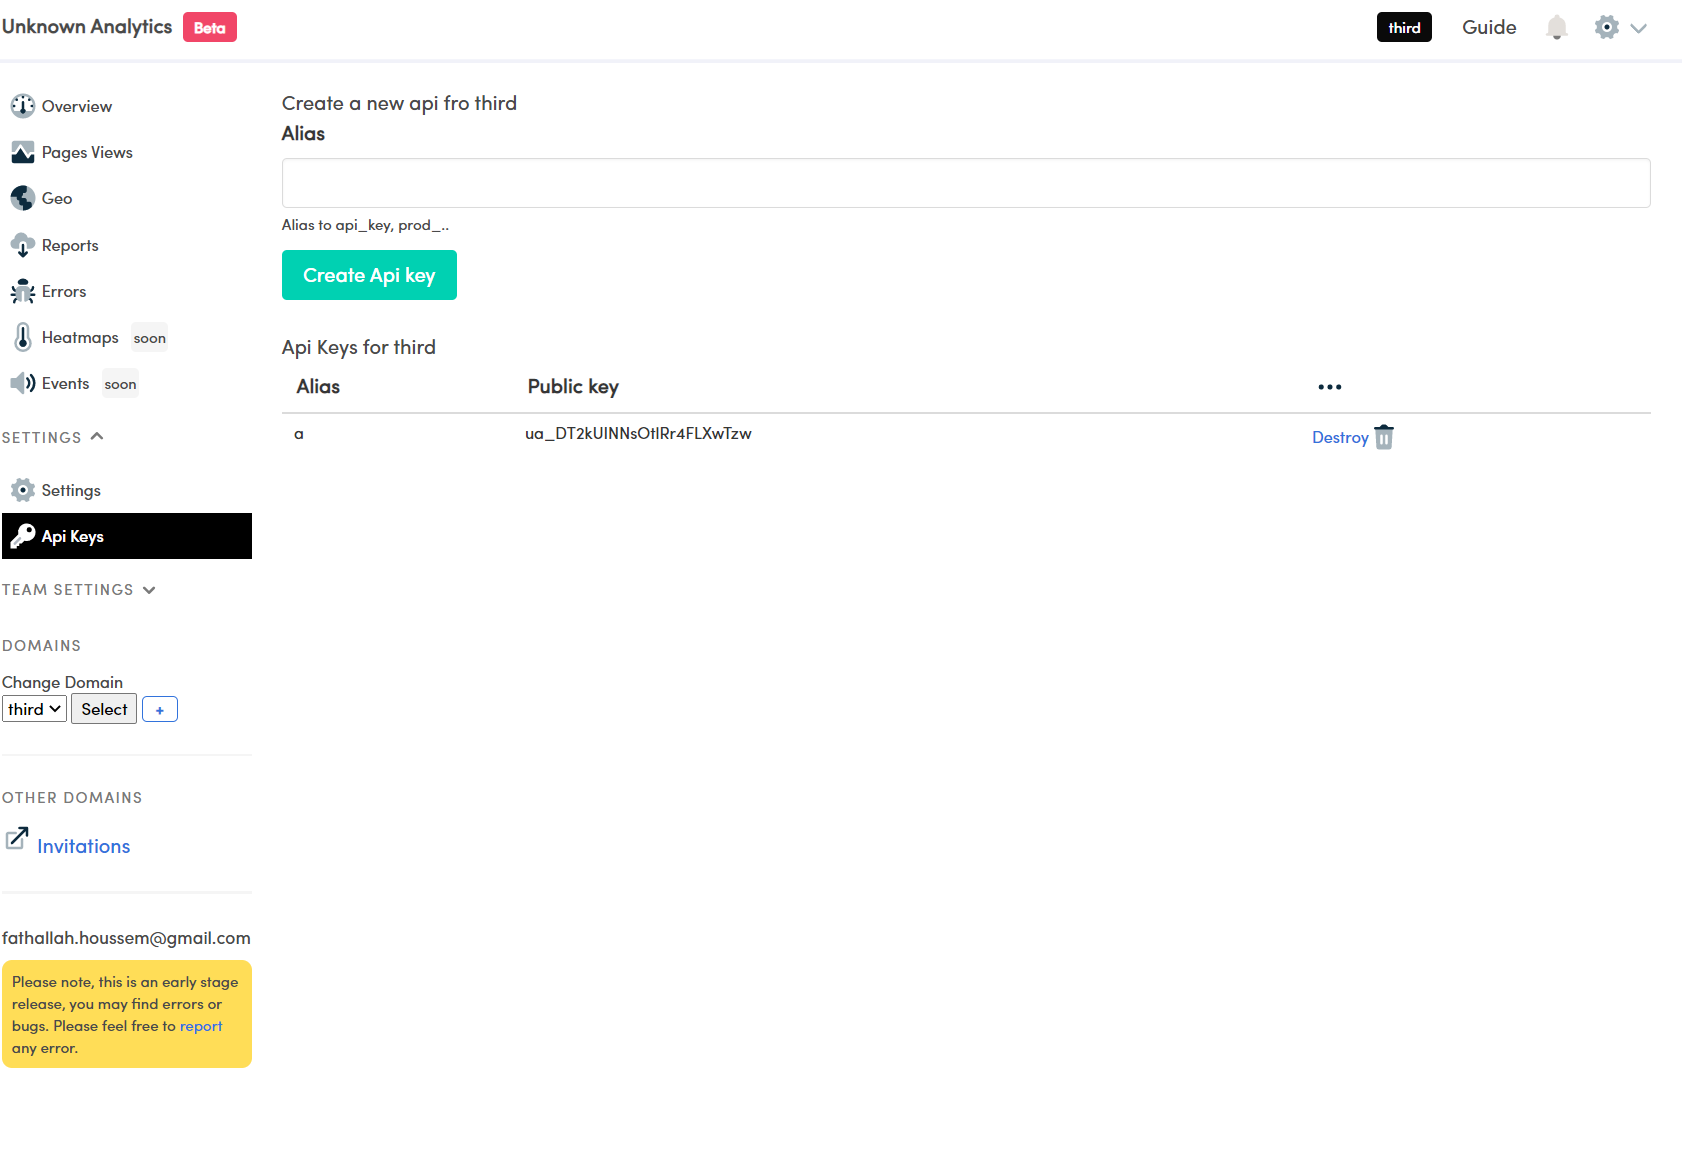 Unknown Analytics Beta
third Guide
Overview
Pages Views
Geo
Reports
Errors
Heatmaps soon
Events soon
SETTINGS
Settings
Api Keys
TEAM SETTINGS
DOMAINS
Change Domain
third Select +
OTHER DOMAINS
Invitations
fathallah.houssem@gmail.com
Please note, this is an early stage
release, you may find errors or
bugs. Please feel free to report
any error.
Create a new api fro third
Alias
Alias to api_key, prod_..
Create Api key
Api Keys for third
Alias Public key •••
a ua_DT2kUINNsOtIRr4FLXwTzw Destroy